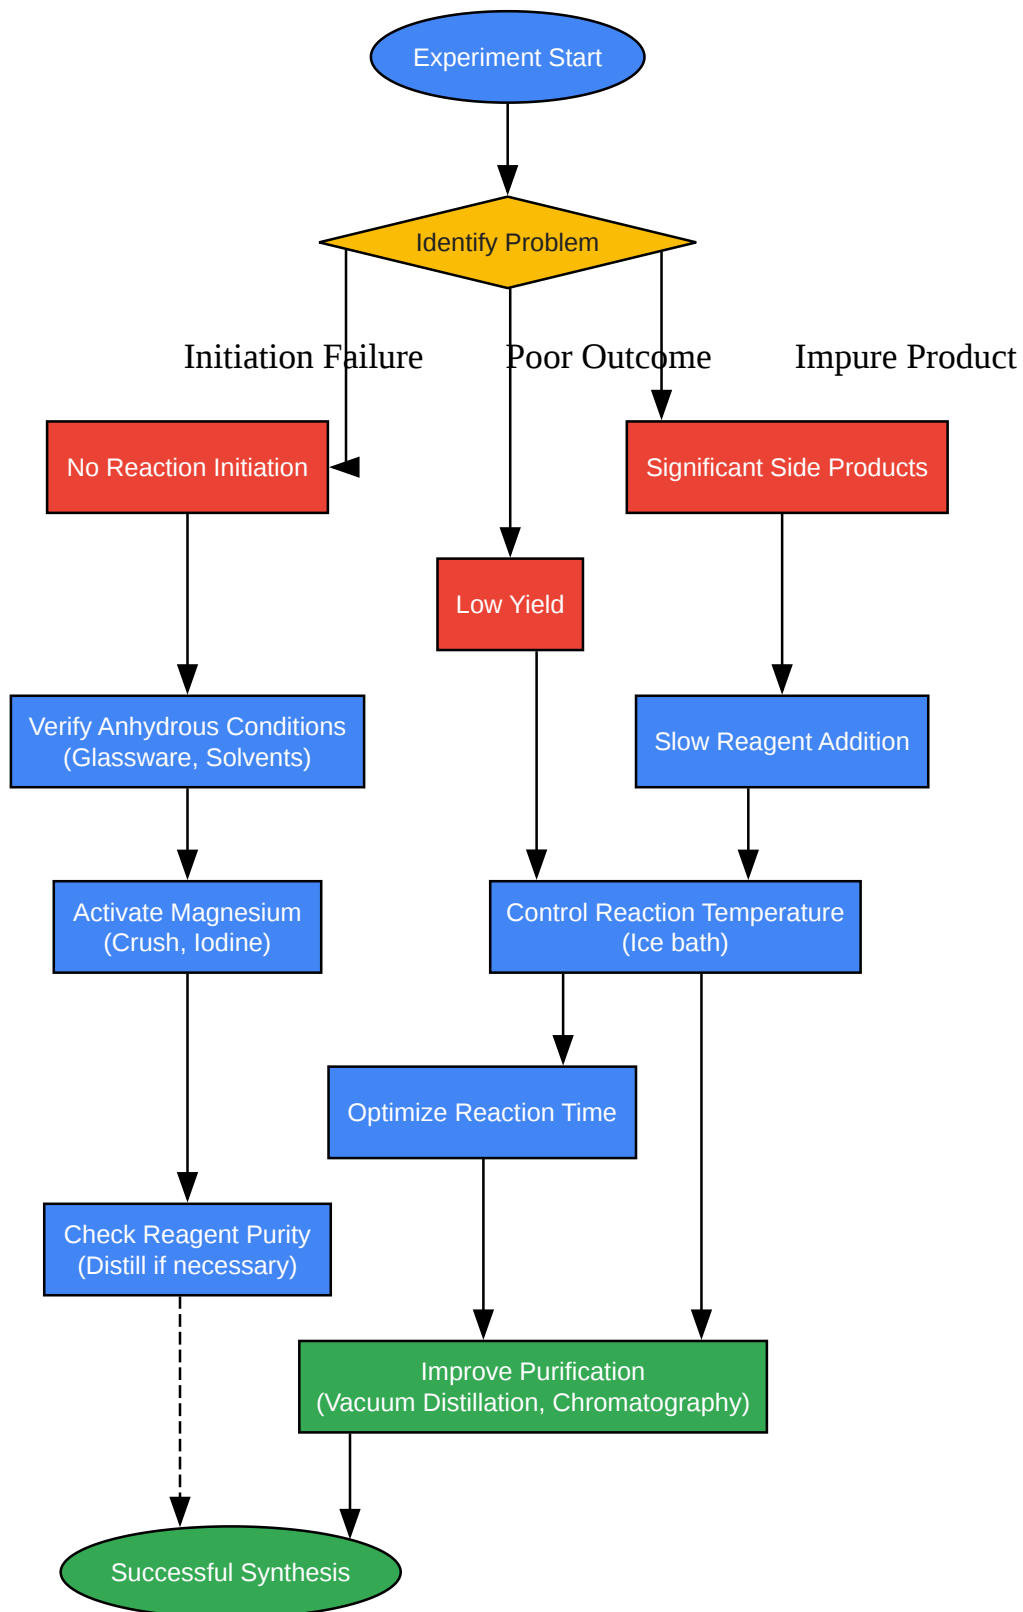 Experiment Start
Identify Problem
Initiation Failure
Poor Outcome
Impure Product
No Reaction Initiation
Significant Side Products
Low Yield
Verify Anhydrous Conditions
(Glassware, Solvents)
Slow Reagent Addition
Activate Magnesium
(Crush, Iodine)
Control Reaction Temperature
(Ice bath)
Optimize Reaction Time
Check Reagent Purity
(Distill if necessary)
Improve Purification
(Vacuum Distillation, Chromatography)
Successful Synthesis